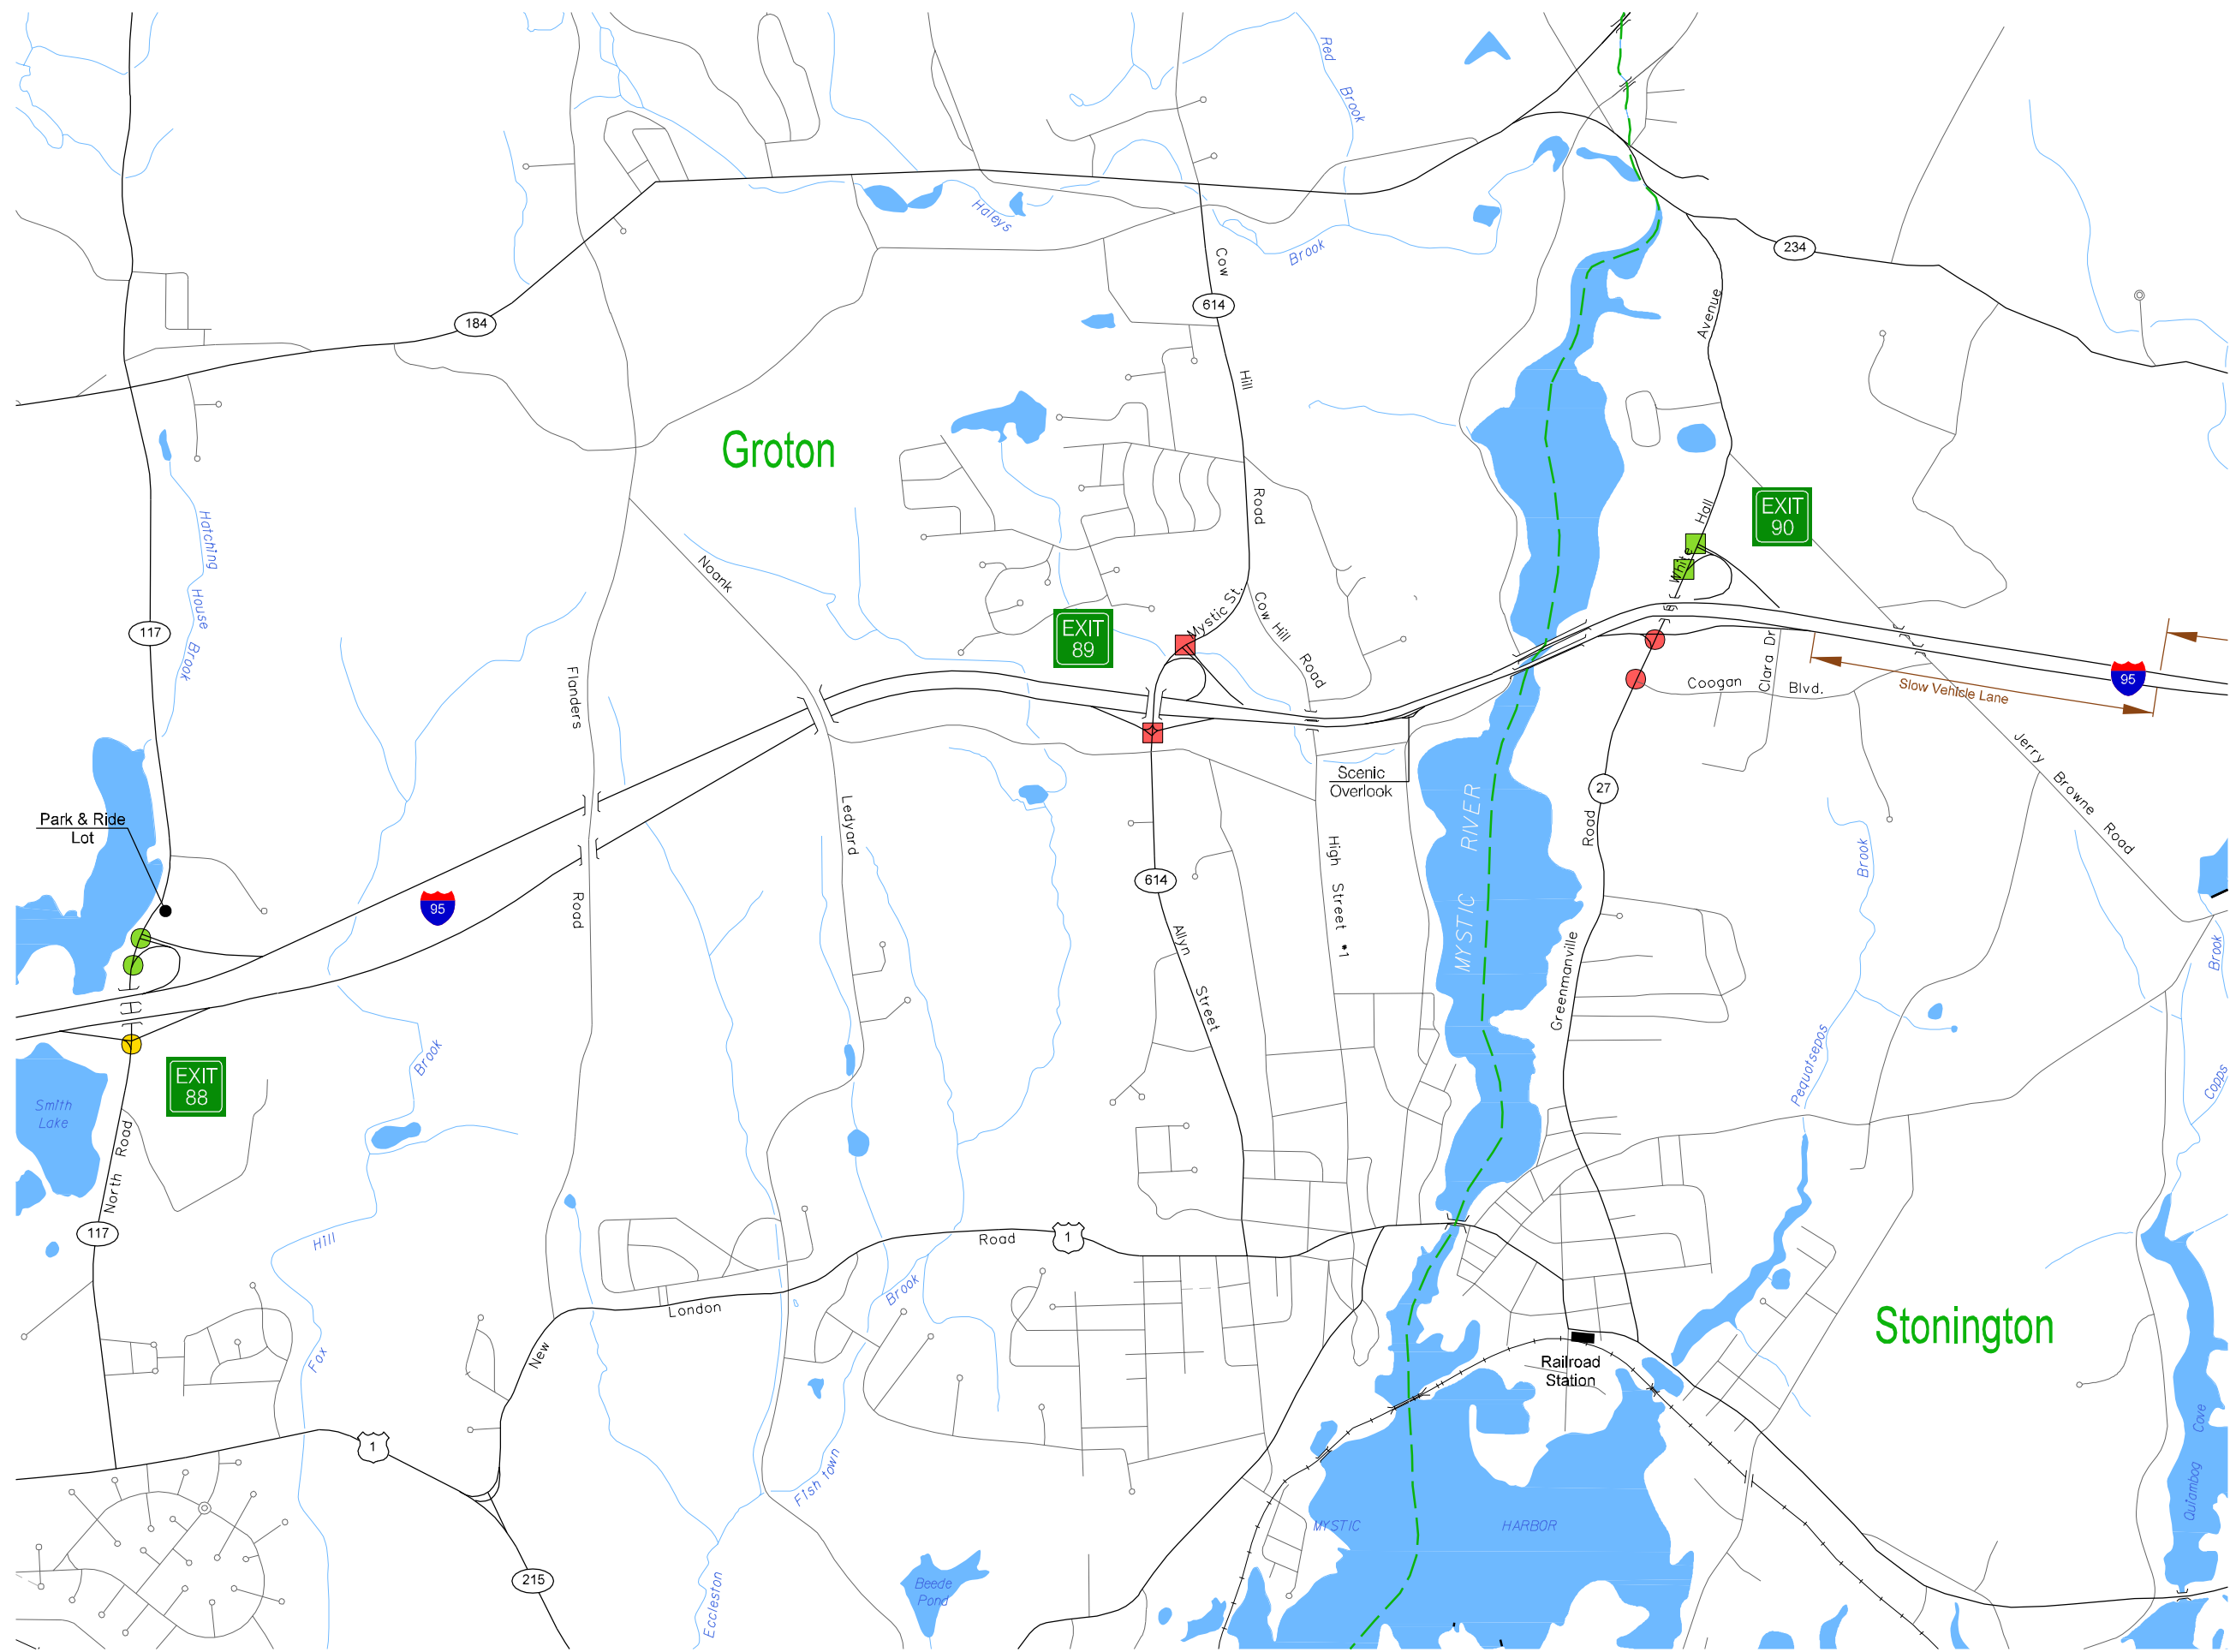 Red
Brook
Haleys
Brook
Cow
234
614
184
Avenue
Hill
Groton
Road
Hall
EXIT
90
Hatching
House
Brook
Noank
White
117
EXIT
89
Mystic St.
Cow Hill
Road
Flanders
Clara Dr
Coogan
Blvd.
95
Slow Vehicle Lane
Jerry Browne Road
Scenic
Overlook
27
Park & Ride
Lot
Ledyard
MYSTIC RIVER
Road
High Street #1
Brook
614
95
Road
Allyn
Street
Greenmanville
Brook
Pequotsepos
Copps
EXIT
88
Brook
Smith
Lake
North Road
117
Hill
Road
1
Brook
London
New
Fox
Stonington
Railroad
Station
1
Fish town
Quiambog Cove
MYSTIC HARBOR
215
Eccleston
Beede
Pond